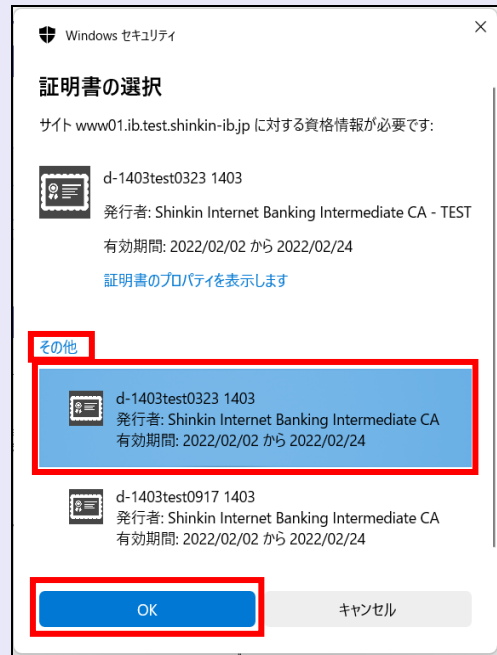 Windows セキュリティ
証明書の選択
サイト www01.ib.test.shinkin-ib.jp に対する資格情報が必要です:
d-1403test0323 1403
発行者: Shinkin Internet Banking Intermediate CA - TEST
有効期間: 2022/02/02 から 2022/02/24
証明書のプロパティを表示します
その他
d-1403test0323 1403
発行者: Shinkin Internet Banking Intermediate CA
有効期間: 2022/02/02 から 2022/02/24
d-1403test0917 1403
発行者: Shinkin Internet Banking Intermediate CA
有効期間: 2022/02/02 から 2022/02/24
OK
キャンセル